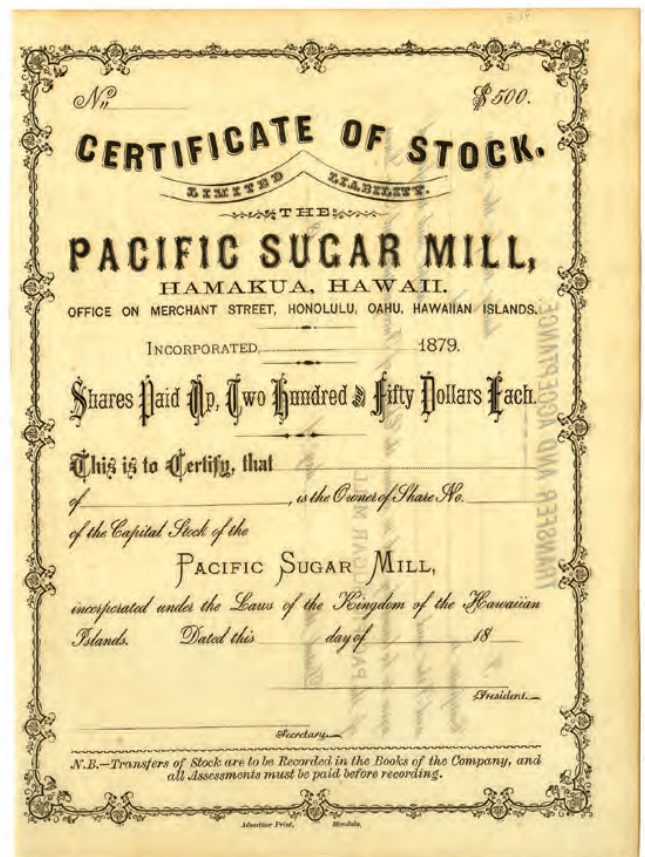 No.
$500.
CERTIFICATE OF STOCK.
LIMITED LIABILITY.
THE
PACIFIC SUGAR MILL,
HAMAKUA, HAWAII.
OFFICE ON MERCHANT STREET, HONOLULU, OAHU, HAWAIIAN ISLANDS.
INCORPORATED, 1879.
Shares Paid Up, Two Hundred and Fifty Dollars Each.
This is to Certify, that
of , is the Owner of Share No.
of the Capital Stock of the
PACIFIC SUGAR MILL,
incorporated under the Laws of the Kingdom of the Hawaiian
Islands. Dated this day of 18
President.
Secretary.
N.B.—Transfers of Stock are to be Recorded in the Books of the Company, and
all Assessments must be paid before recording.
Advertiser Print, Honolulu.
TRANSFER AND ACCEPTANCE.